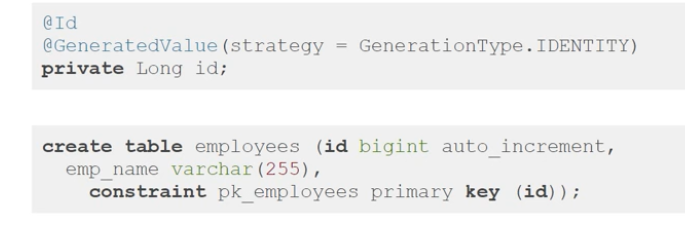 @Id
@GeneratedValue(strategy = GenerationType.IDENTITY)
private Long id;
create table employees (id bigint auto_increment,
emp_name varchar(255),
constraint pk_employees primary key (id));